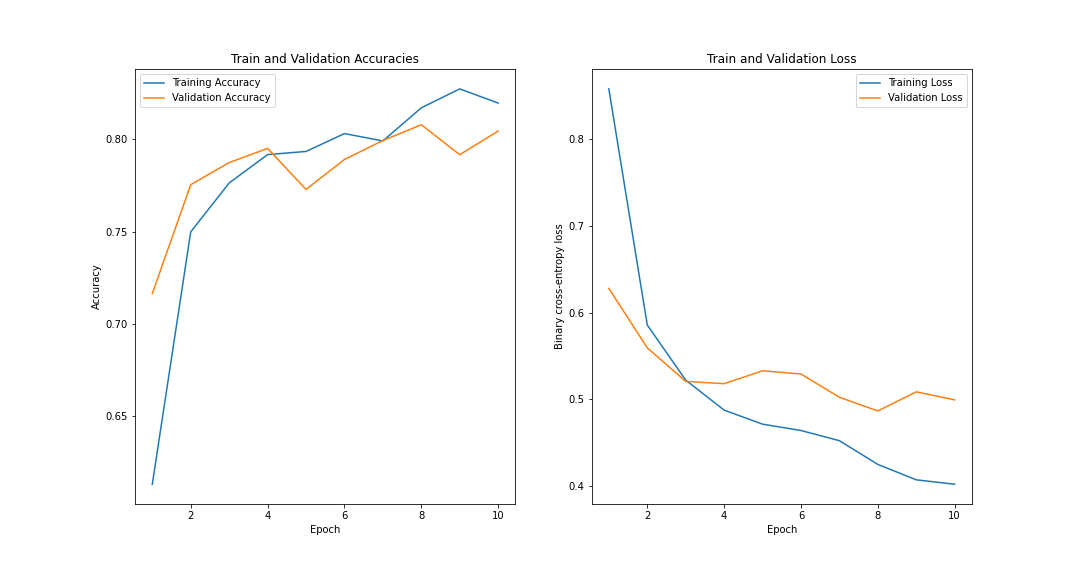 Train and Validation Accuracies
Training Accuracy
Validation Accuracy
0.80
0.75
0.70
0.65
Accuracy
2 4 6 8 10
Epoch
Train and Validation Loss
Training Loss
Validation Loss
0.8
0.7
0.6
0.5
0.4
Binary cross-entropy loss
2 4 6 8 10
Epoch